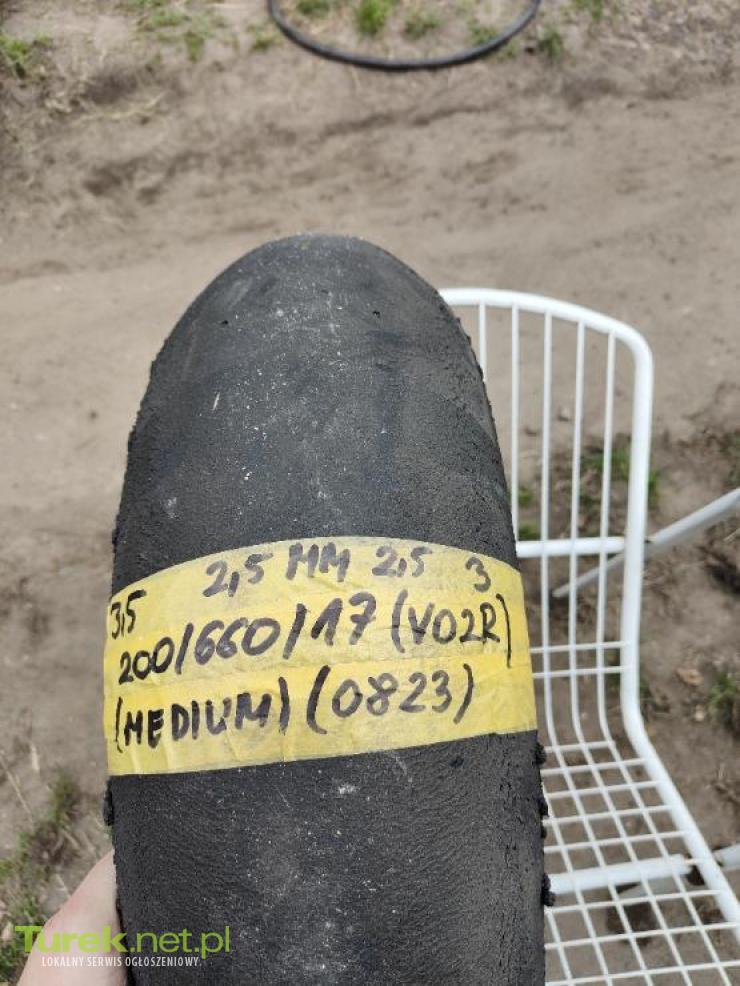 3,5 2,5 MM 2,5 3
200/660/17 (V02R)
(MEDIUM) (0823)
Turek.net.pl
LOKALNY SERWIS OGŁOSZENIOWY.